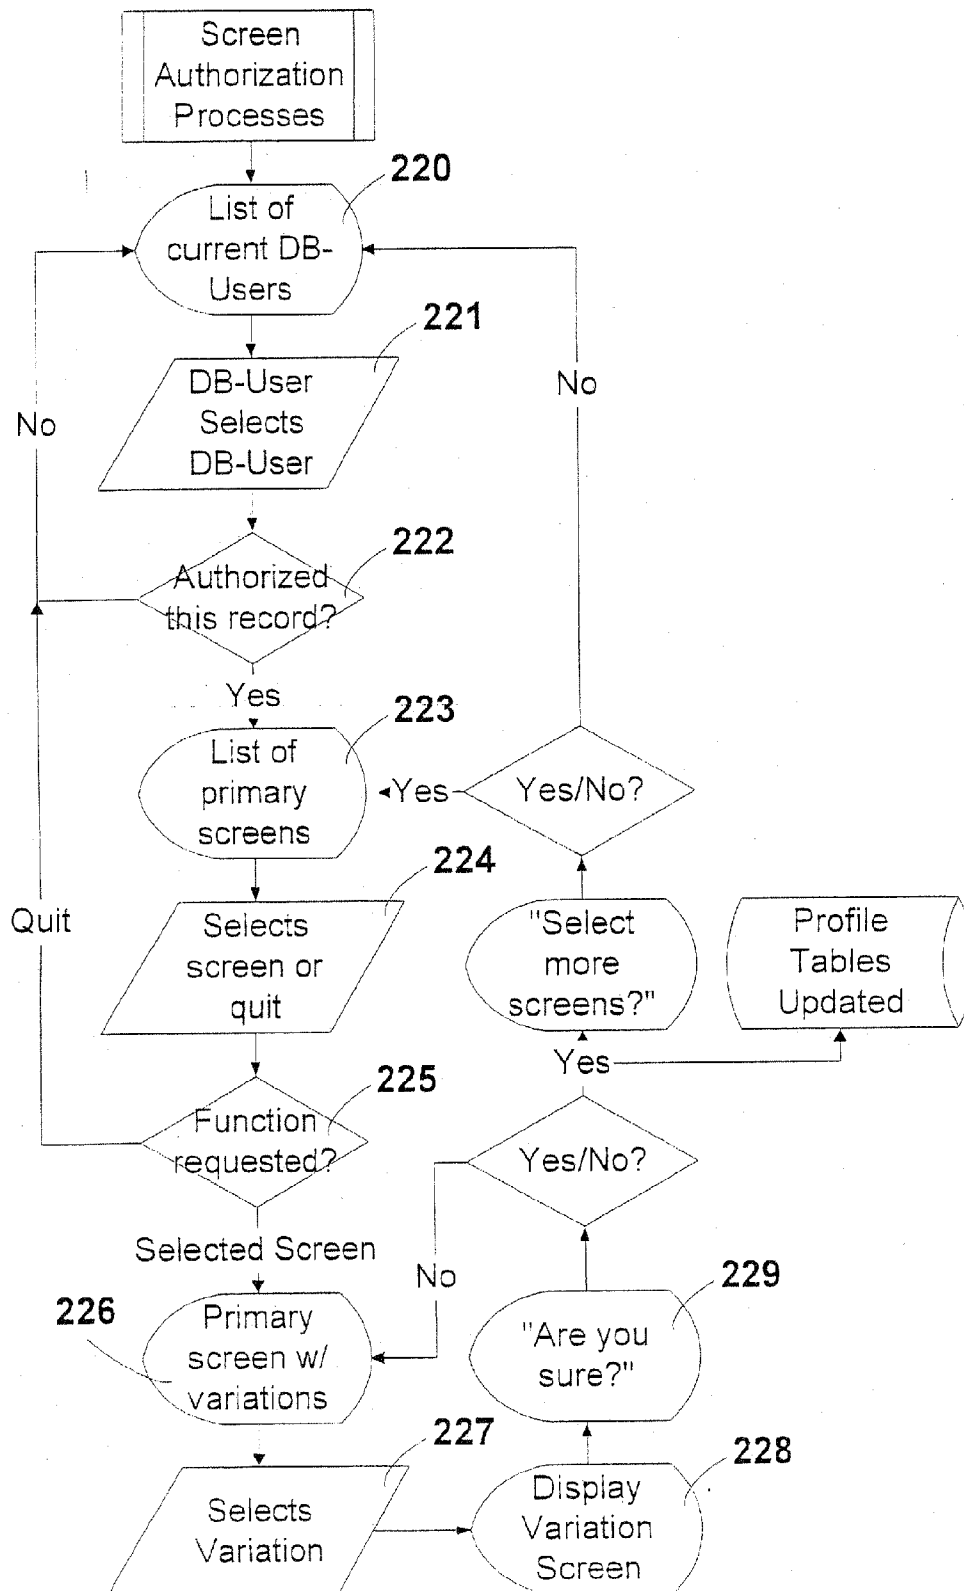 Screen
Authorization
Processes
220
List of
current DB-
Users
221
DB-User
Selects
DB-User
No
No
222
Authorized
this record?
Yes
223
List of
primary
screens
Yes
Yes/No?
224
Selects
screen or
quit
Quit
"Select
more
screens?"
Profile
Tables
Updated
Yes
225
Function
requested?
Yes/No?
Selected Screen
No
226
Primary
screen w/
variations
229
"Are you
sure?"
227
Selects
Variation
228
Display
Variation
Screen